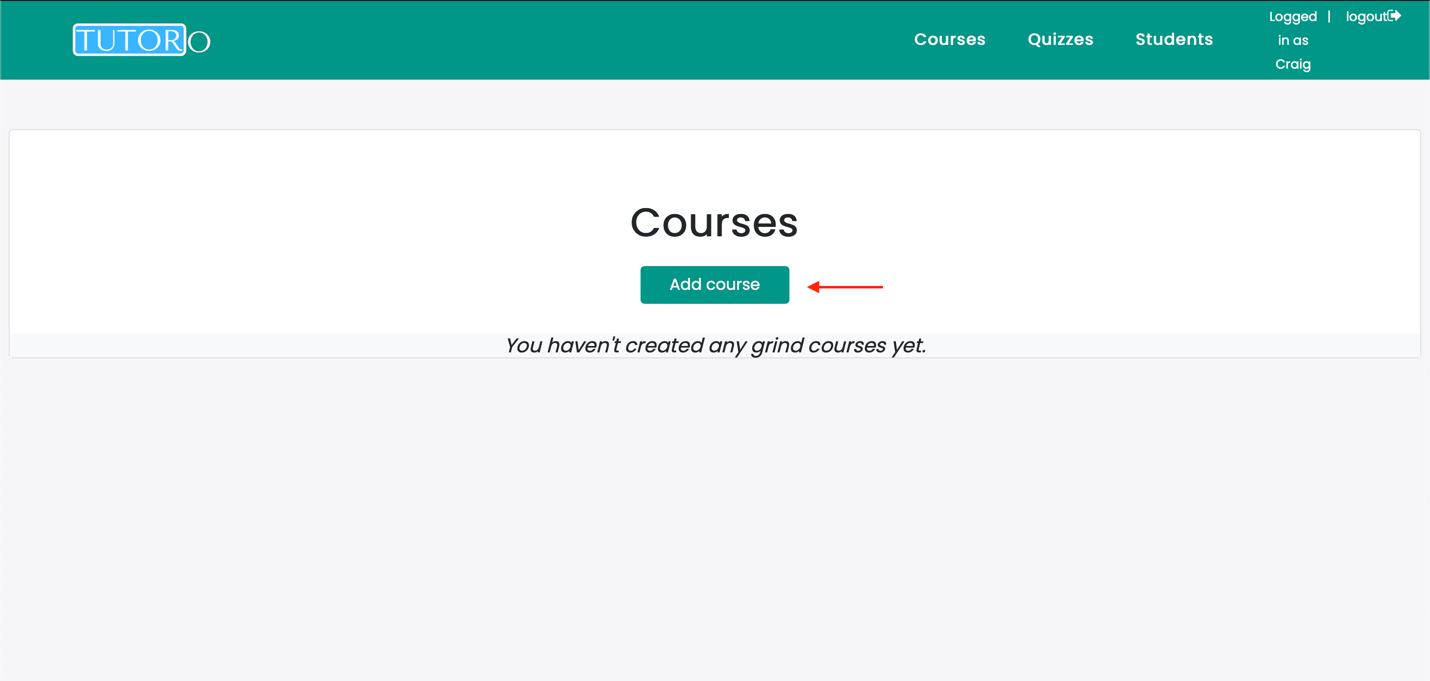 TUTORO
Courses
Quizzes
Students
Logged
in as
Craig
|
logout
Courses
Add course
You haven't created any grind courses yet.